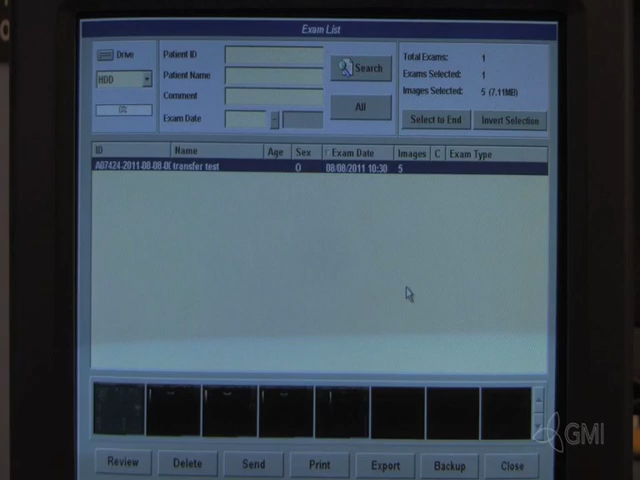 Exam List
Drive
HDD
0%
Patient ID
Patient Name
Comment
Exam Date
Search
All
Total Exams: 1
Exams Selected: 1
Images Selected: 5 (7.11MB)
Select to End
Invert Selection
ID Name Age Sex Exam Date Images C Exam Type
transfer test O 08/08/2011 10:30 5
Review
Delete
Send
Print
Export
Backup
Close
GMI